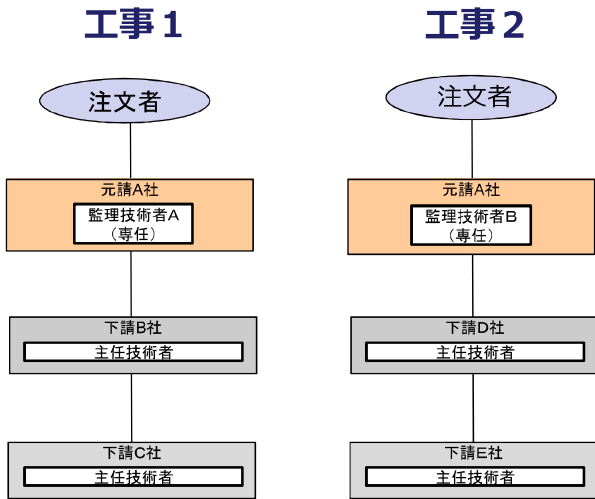 工事１
注文者
元請A社
監理技術者A
（専任）
下請B社
主任技術者
下請C社
主任技術者
工事２
注文者
元請A社
監理技術者B
（専任）
下請D社
主任技術者
下請E社
主任技術者